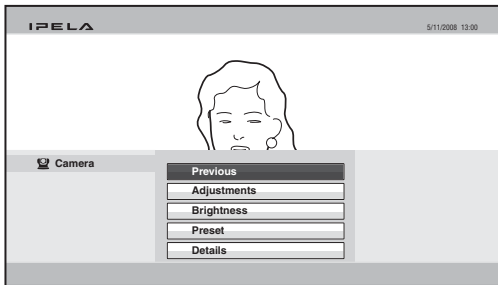 IPELA
5/11/2008 13:00
Camera
Previous
Adjustments
Brightness
Preset
Details